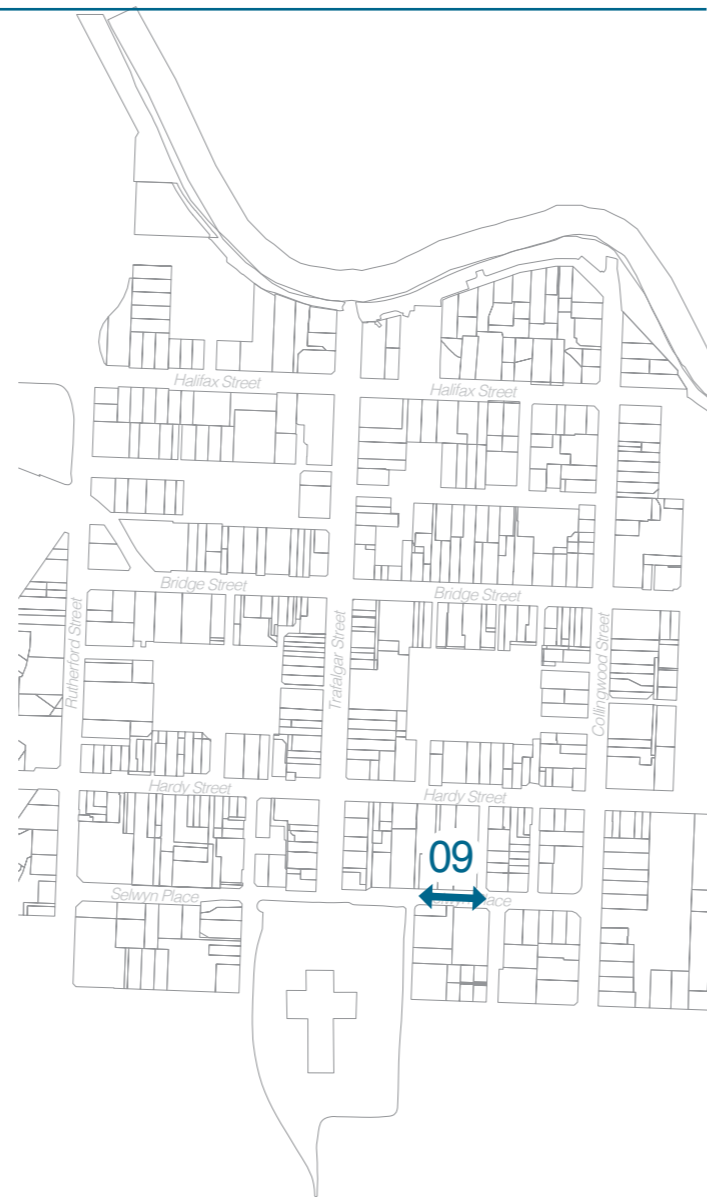 Halifax Street
Halifax Street
Bridge Street
Bridge Street
Rutherford Street
Trafalgar Street
Collingwood Street
Hardy Street
Hardy Street
09
Selwyn Place
Place